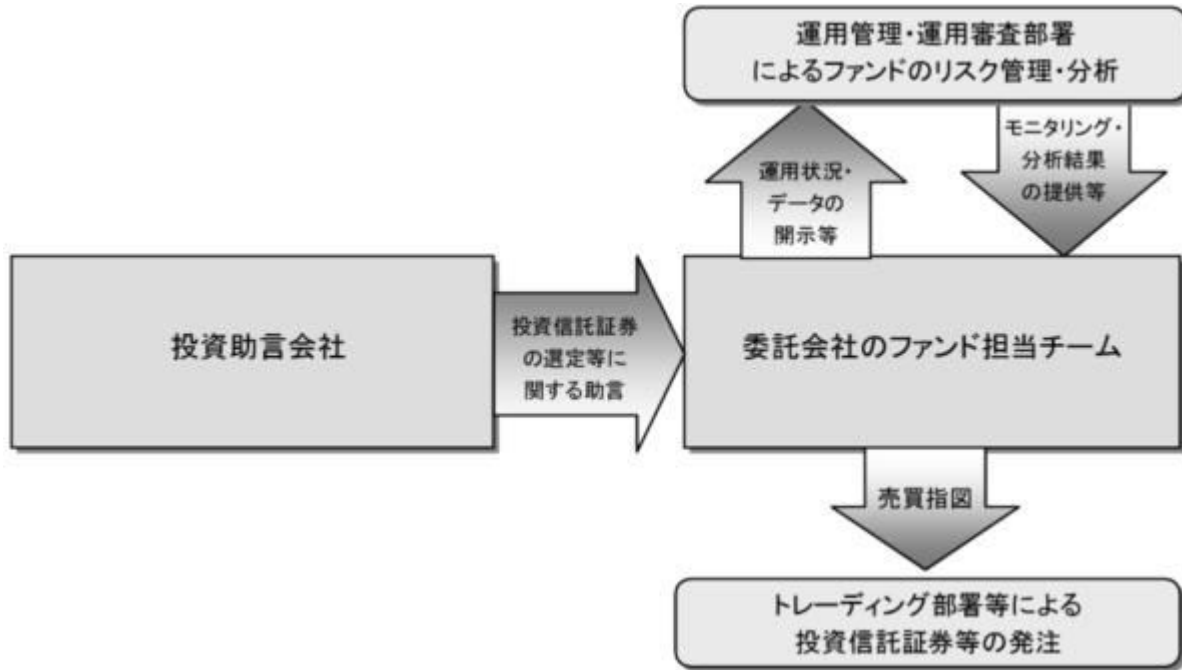 運用管理・運用審査部署
によるファンドのリスク管理・分析
運用状況・
データの
開示等
モニタリング・
分析結果
の提供等
投資助言会社
投資信託証券
の選定等に
関する助言
委託会社のファンド担当チーム
売買指図
トレーディング部署等による
投資信託証券等の発注